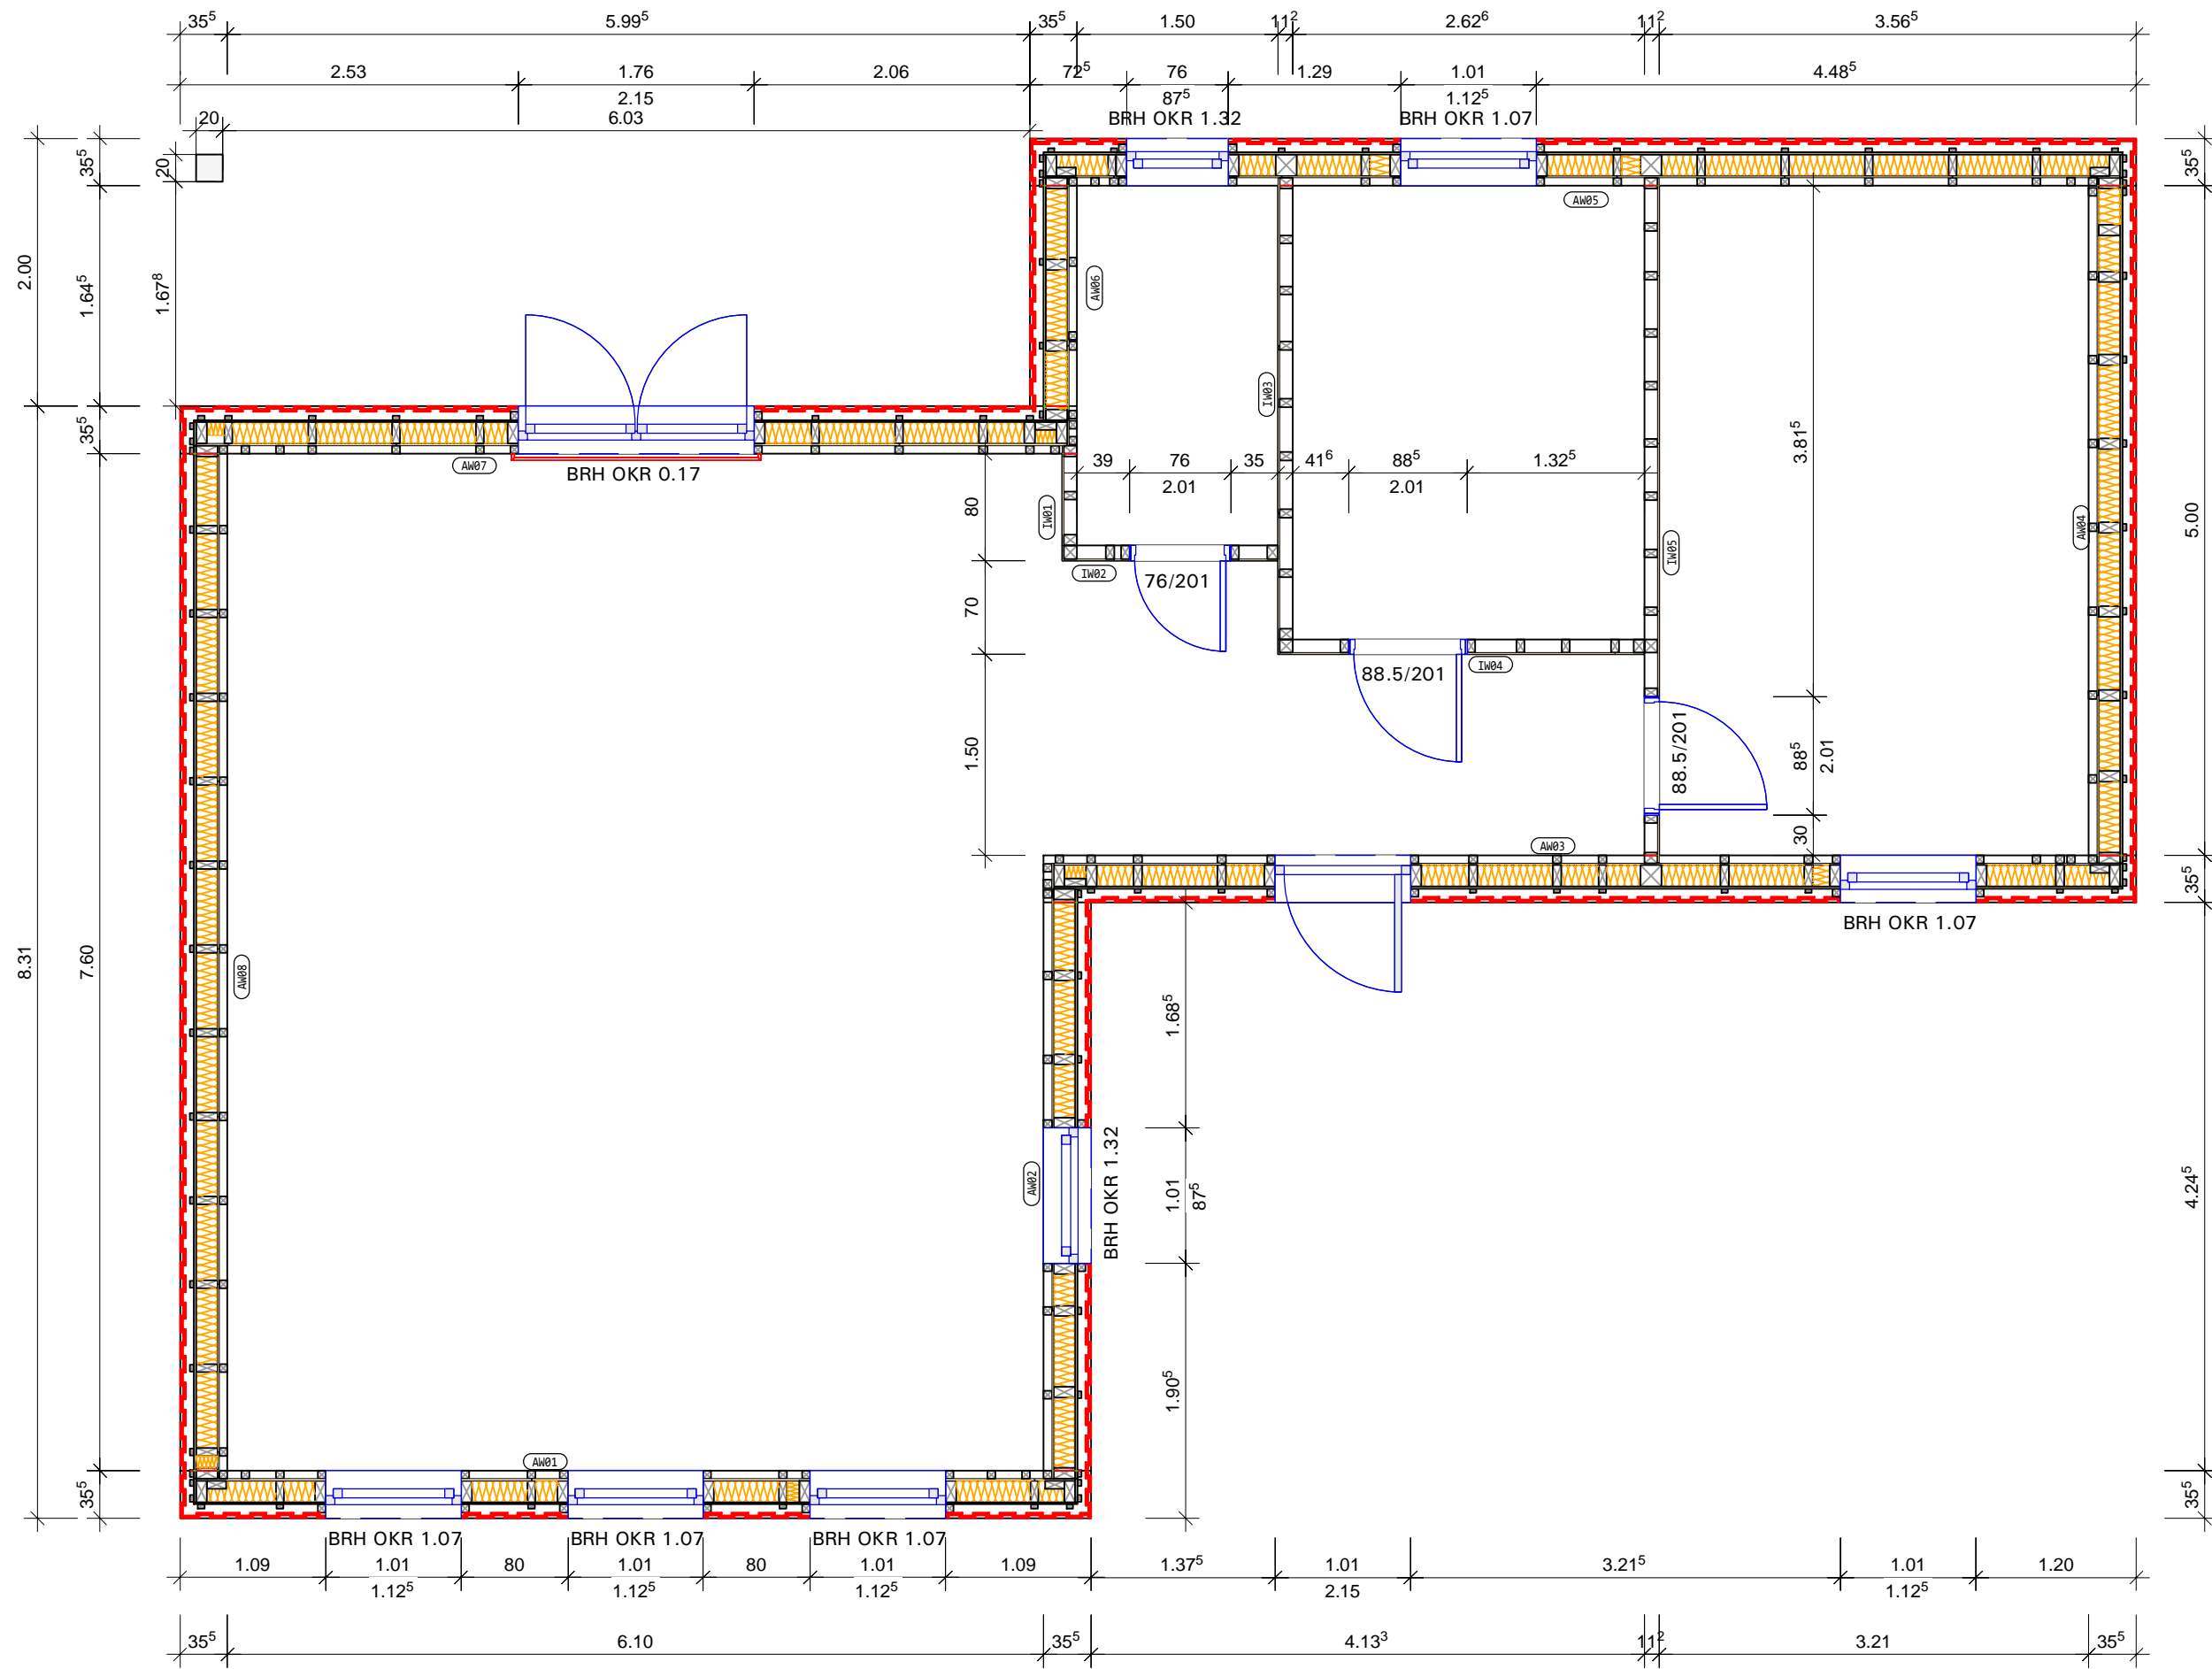 35⁵ 5.99⁵ 35⁵ 1.50 11² 2.62⁶ 11² 3.56⁵
2.53 1.76 2.06 72⁵ 76 1.29 1.01 4.48⁵
2.15 87⁵ 1.12⁵
20 6.03 BRH OKR 1.32 BRH OKR 1.07
35⁵ 20 35⁵
AW05
2.00 1.64⁵ 1.67⁸ AW06
IW03
35⁵ 3.81⁵
AW07 BRH OKR 0.17 39 76 35 41⁶ 88⁵ 1.32⁵
2.01 2.01
80 IW01 IW05 AW04 5.00
IW02 76/201
70 88.5/201 IW04
1.50 88.5/201 88⁵ 2.01
30
AW03
35⁵
BRH OKR 1.07
8.31 7.60 AW08
1.68⁵
AW02 BRH OKR 1.32 1.01 87⁵ 4.24⁵
1.90⁵
AW01
35⁵ 35⁵
BRH OKR 1.07 BRH OKR 1.07 BRH OKR 1.07
1.09 1.01 80 1.01 80 1.01 1.09 1.37⁵ 1.01 3.21⁵ 1.01 1.20
1.12⁵ 1.12⁵ 1.12⁵ 2.15 1.12⁵
35⁵ 6.10 35⁵ 4.13³ 11² 3.21 35⁵